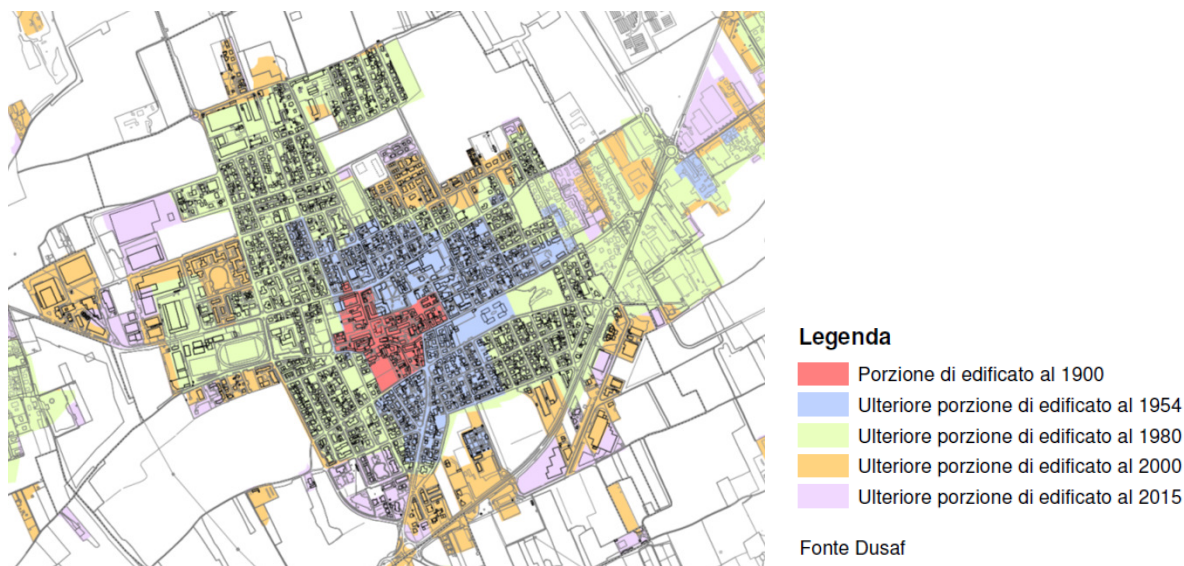 Legenda
Porzione di edificato al 1900
Ulteriore porzione di edificato al 1954
Ulteriore porzione di edificato al 1980
Ulteriore porzione di edificato al 2000
Ulteriore porzione di edificato al 2015
Fonte Dusaf